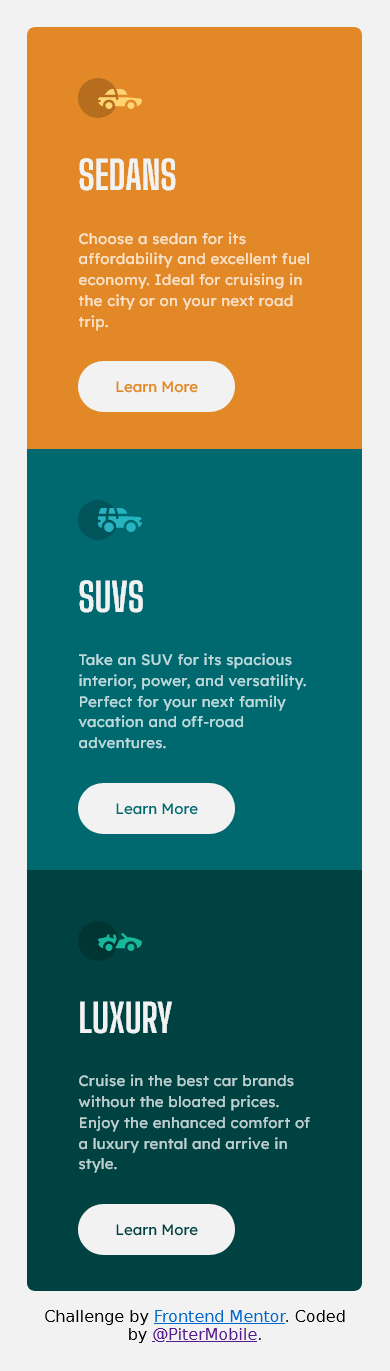 SEDANS
Choose a sedan for its
affordability and excellent fuel
economy. Ideal for cruising in
the city or on your next road
trip.
Learn More
SUVS
Take an SUV for its spacious
interior, power, and versatility.
Perfect for your next family
vacation and off-road
adventures.
Learn More
LUXURY
Cruise in the best car brands
without the bloated prices.
Enjoy the enhanced comfort of
a luxury rental and arrive in
style.
Learn More
Challenge by Frontend Mentor. Coded
by @PiterMobile.